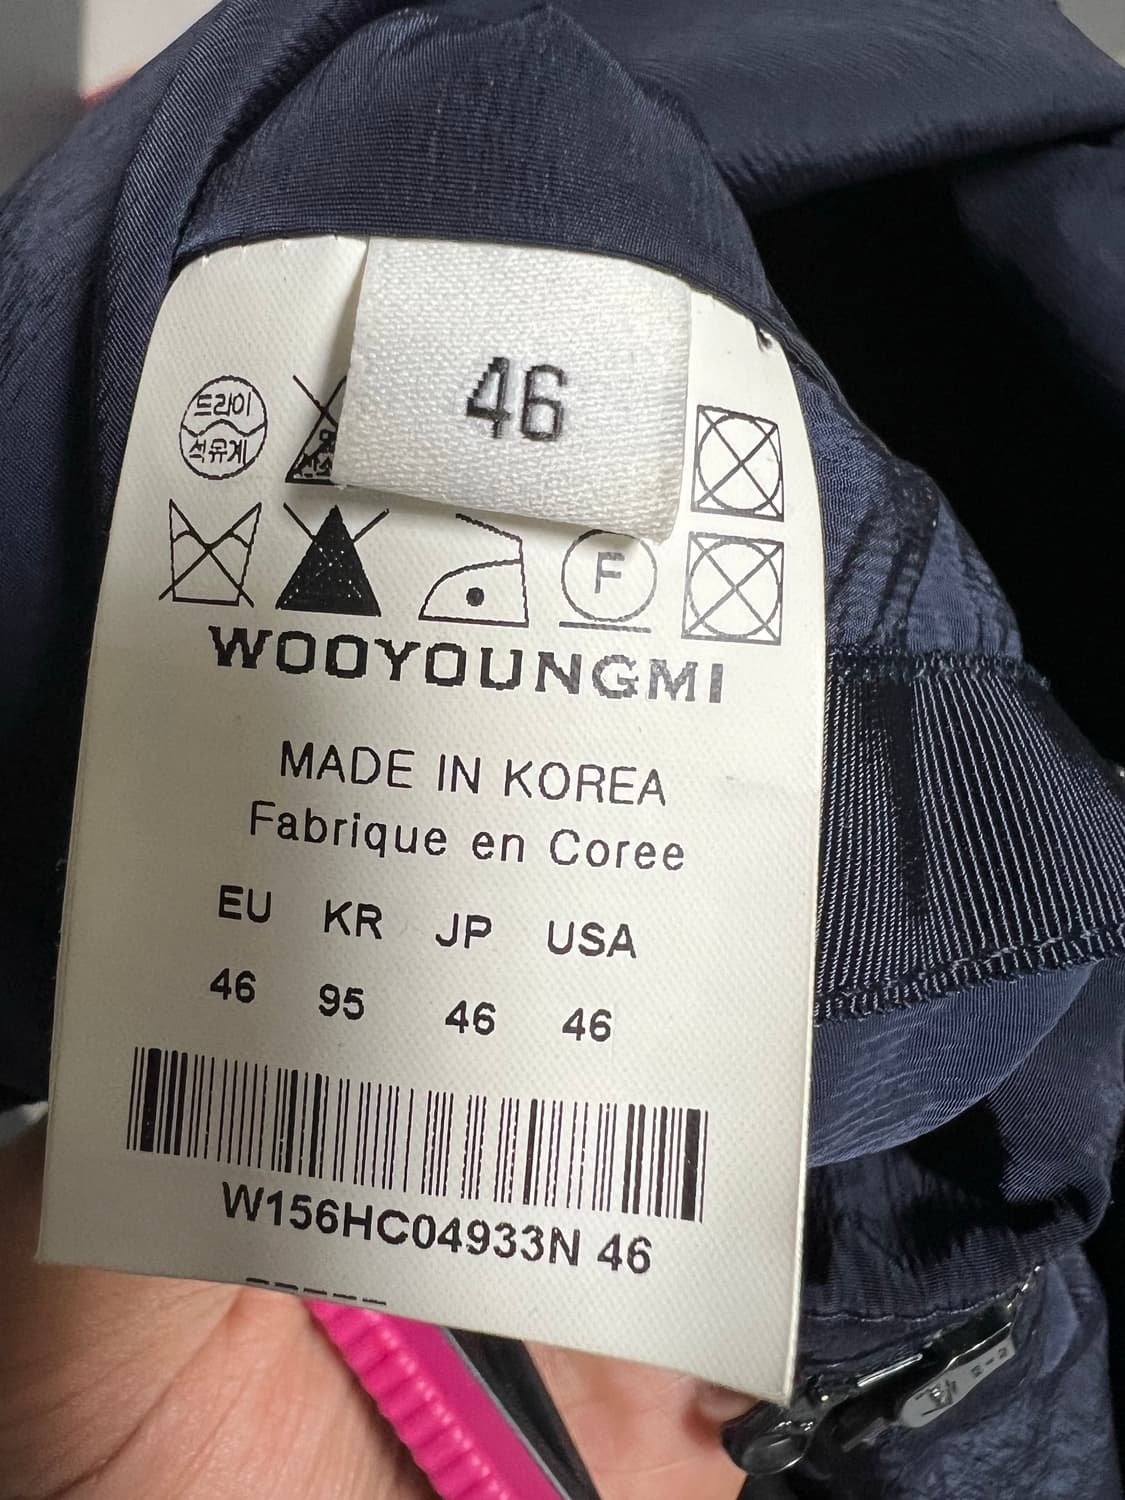 46
드라이
석유계
F
WOOYOUNGMI
MADE IN KOREA
Fabrique en Coree
EU KR JP USA
46 95 46 46
W156HC04933N 46